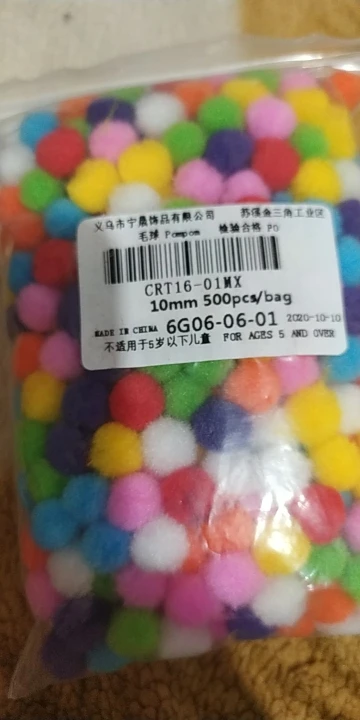 义乌市宁晟饰品有限公司 苏溪金三角工业区
毛球 Pompom 检验合格 PO
CRT16-01MX
10mm 500pcs/bag
MADE IN CHINA 6G06-06-01 2020-10-10
不适用于5岁以下儿童 FOR AGES 5 AND OVER